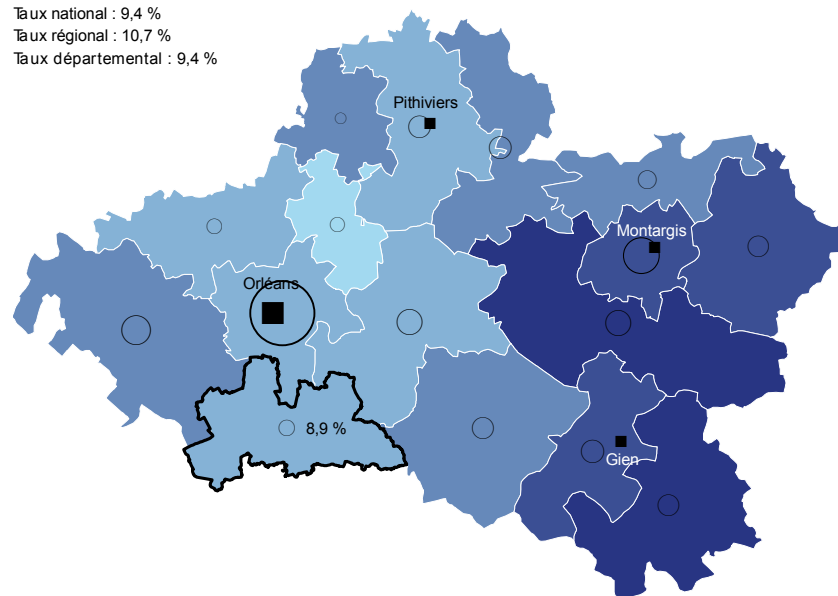 Taux national : 9,4 %
Taux régional : 10,7 %
Taux départemental : 9,4 %
Pithiviers
Montargis
Orléans
8,9 %
Gien